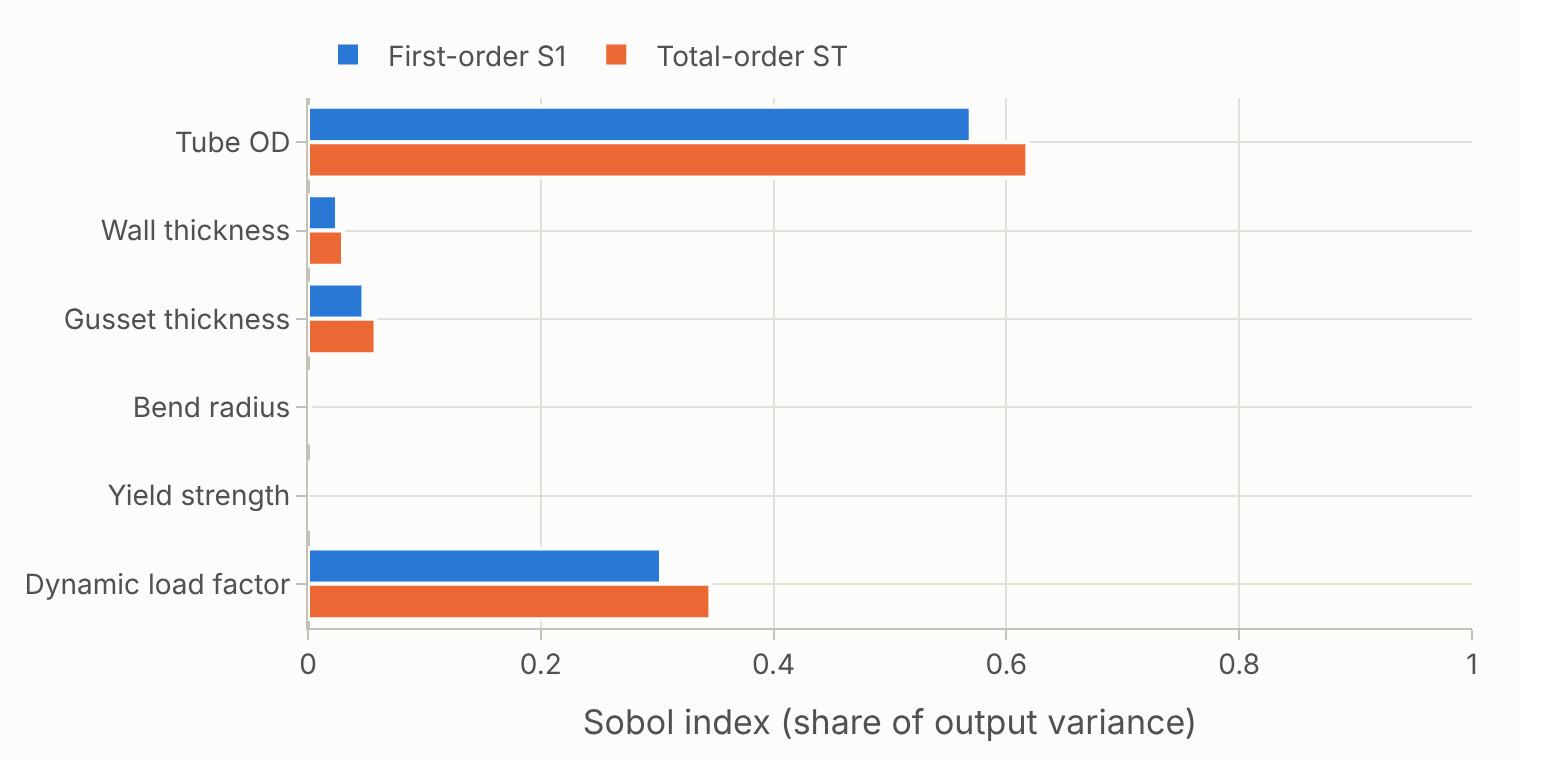 First-order S1 Total-order ST
Tube OD
Wall thickness
Gusset thickness
Bend radius
Yield strength
Dynamic load factor
0 0.2 0.4 0.6 0.8 1
Sobol index (share of output variance)